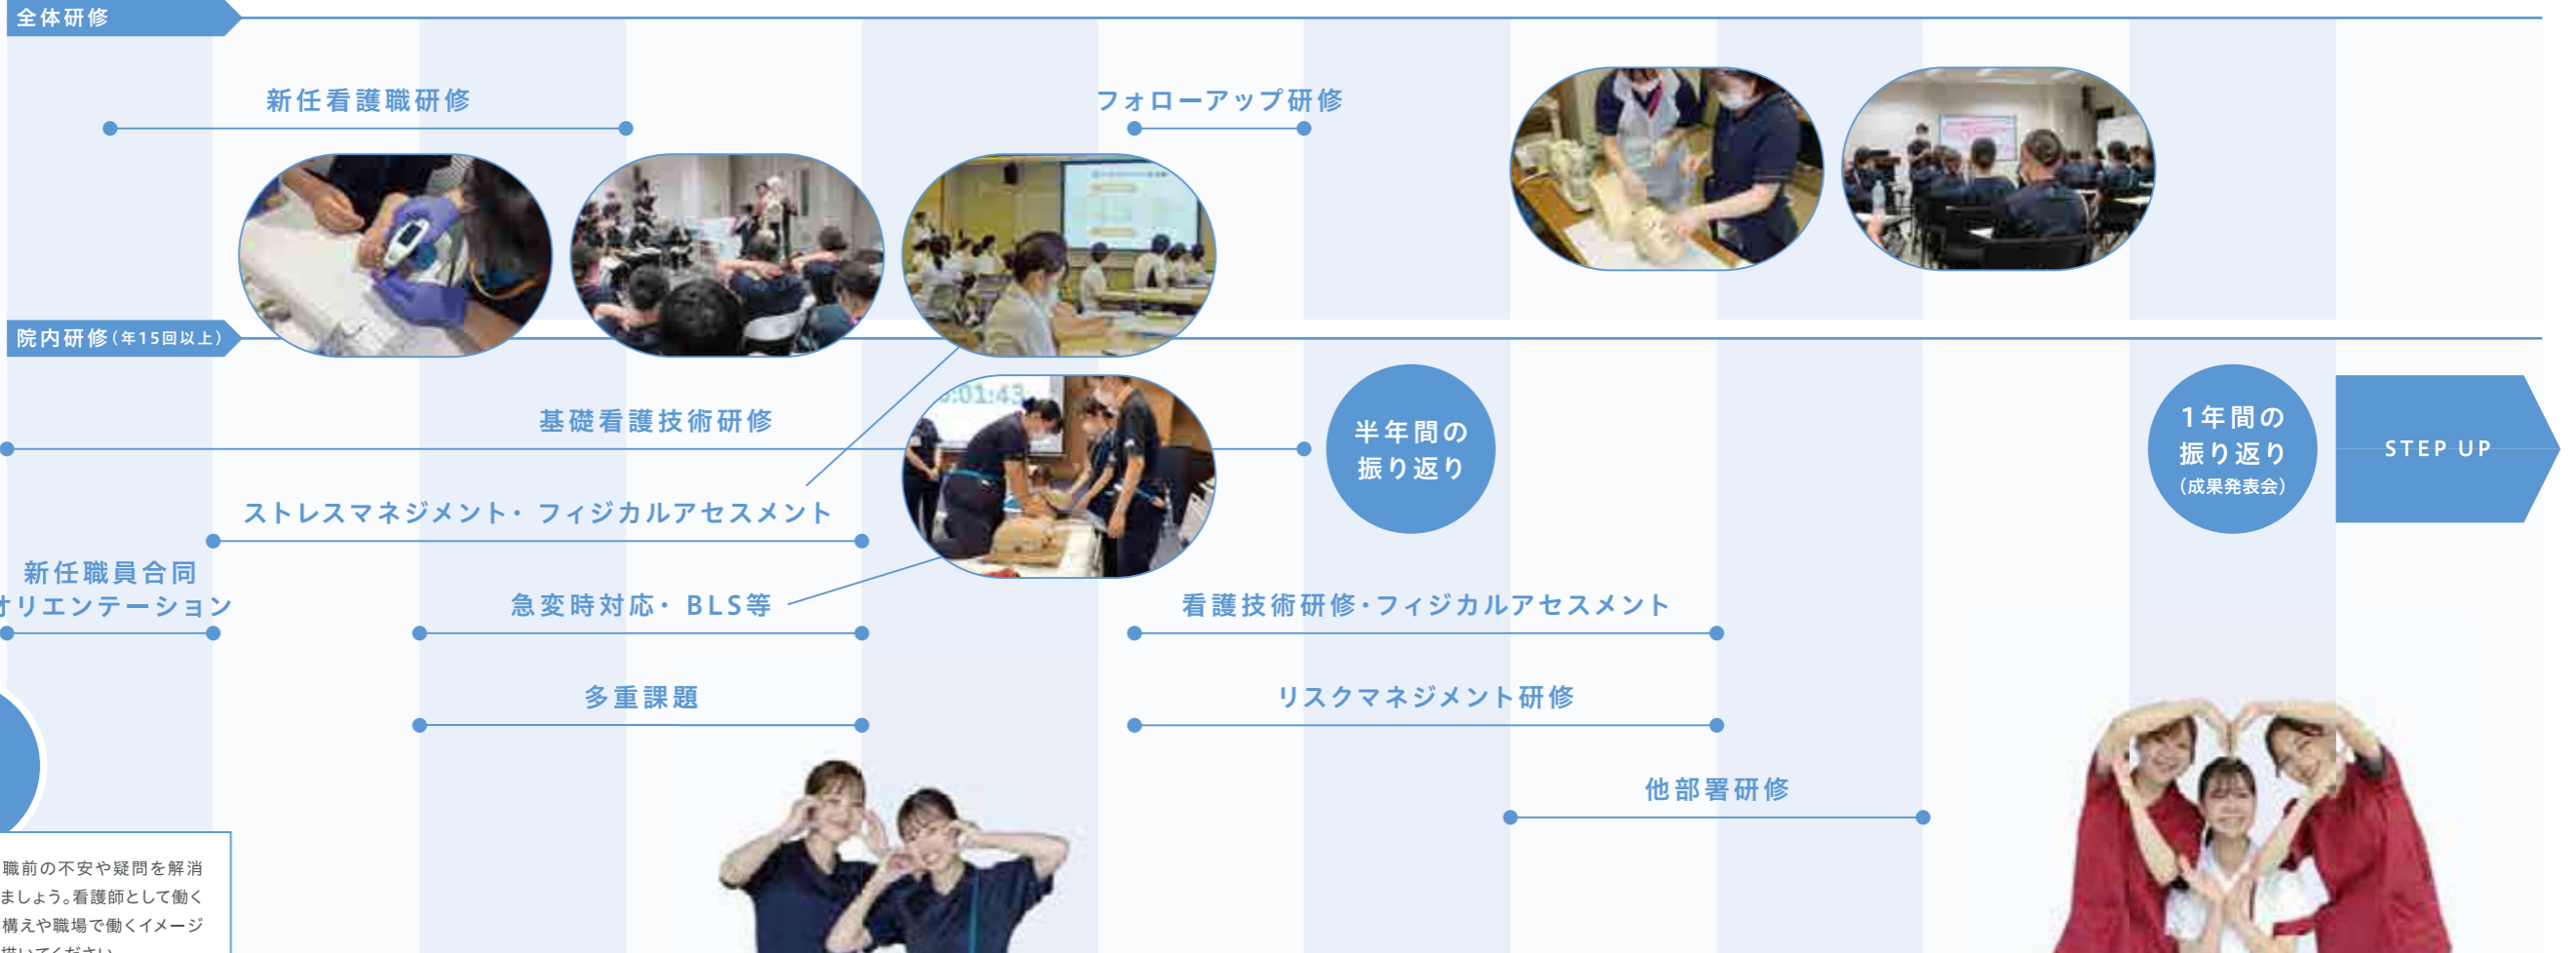 全体研修
新任看護職研修
フォローアップ研修
院内研修(年15回以上)
:01:43
基礎看護技術研修
半年間の
振り返り
1年間の
振り返り
(成果発表会)
STEP UP
ストレスマネジメント・フィジカルアセスメント
新任職員合同
オリエンテーション
急変時対応・BLS等
看護技術研修・フィジカルアセスメント
多重課題
リスクマネジメント研修
他部署研修
職前の不安や疑問を解消
ましょう。看護師として働く
構えや職場で働くイメージ
描いてください